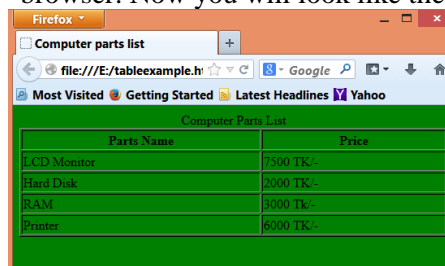 browser. Now you will look like the
Firefox
Computer parts list
file:///E:/tableexample.ht
Google
Most Visited Getting Started Latest Headlines Yahoo
Computer Parts List
Parts Name Price
LCD Monitor 7500 TK/-
Hard Disk 2000 TK/-
RAM 3000 Tk/-
Printer 6000 TK/-